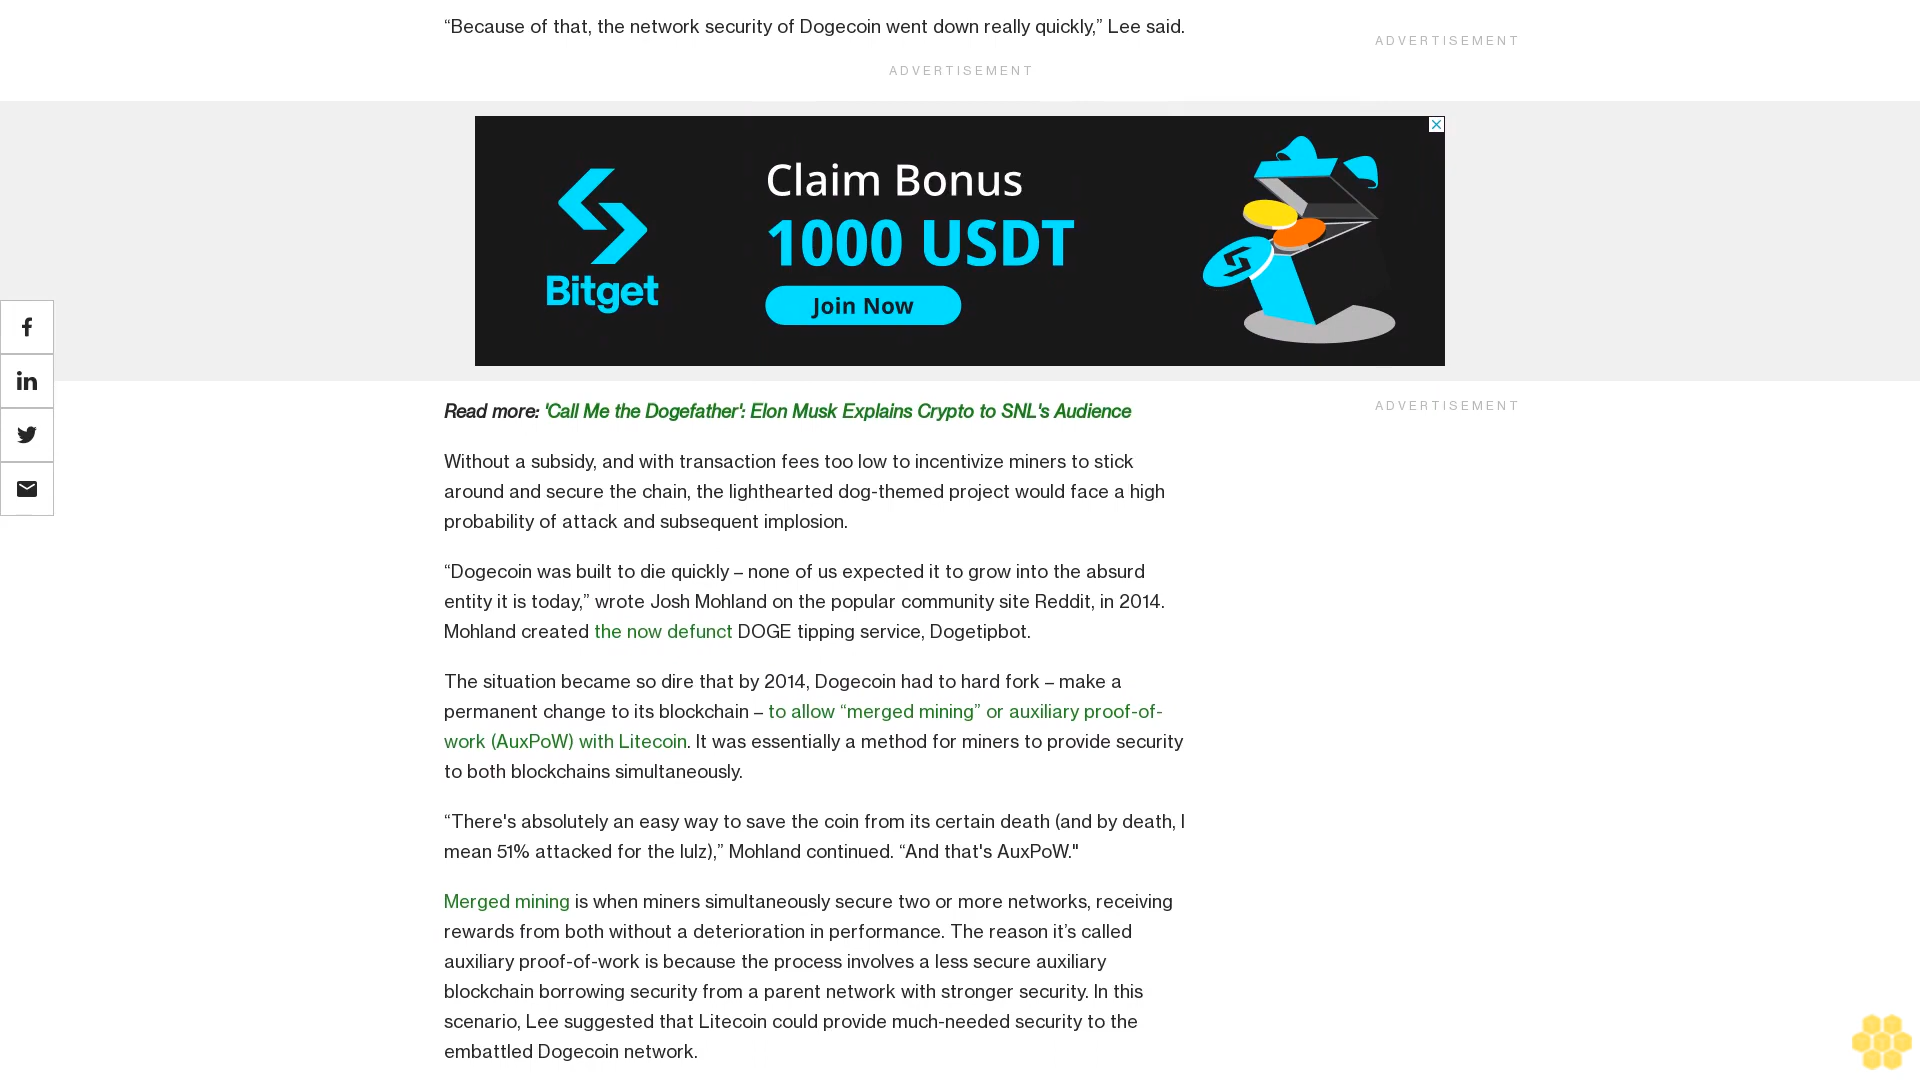 “Because of that, the network security of Dogecoin went down really quickly,” Lee said.
ADVERTISEMENT
ADVERTISEMENT
Bitget
Claim Bonus
1000 USDT
Join Now
Read more: 'Call Me the Dogefather': Elon Musk Explains Crypto to SNL's Audience
ADVERTISEMENT
Without a subsidy, and with transaction fees too low to incentivize miners to stick
around and secure the chain, the lighthearted dog-themed project would face a high
probability of attack and subsequent implosion.
“Dogecoin was built to die quickly – none of us expected it to grow into the absurd
entity it is today,” wrote Josh Mohland on the popular community site Reddit, in 2014.
Mohland created the now defunct DOGE tipping service, Dogetipbot.
The situation became so dire that by 2014, Dogecoin had to hard fork – make a
permanent change to its blockchain – to allow “merged mining” or auxiliary proof-of-
work (AuxPoW) with Litecoin. It was essentially a method for miners to provide security
to both blockchains simultaneously.
“There's absolutely an easy way to save the coin from its certain death (and by death, I
mean 51% attacked for the lulz),” Mohland continued. “And that's AuxPoW."
Merged mining is when miners simultaneously secure two or more networks, receiving
rewards from both without a deterioration in performance. The reason it’s called
auxiliary proof-of-work is because the process involves a less secure auxiliary
blockchain borrowing security from a parent network with stronger security. In this
scenario, Lee suggested that Litecoin could provide much-needed security to the
embattled Dogecoin network.